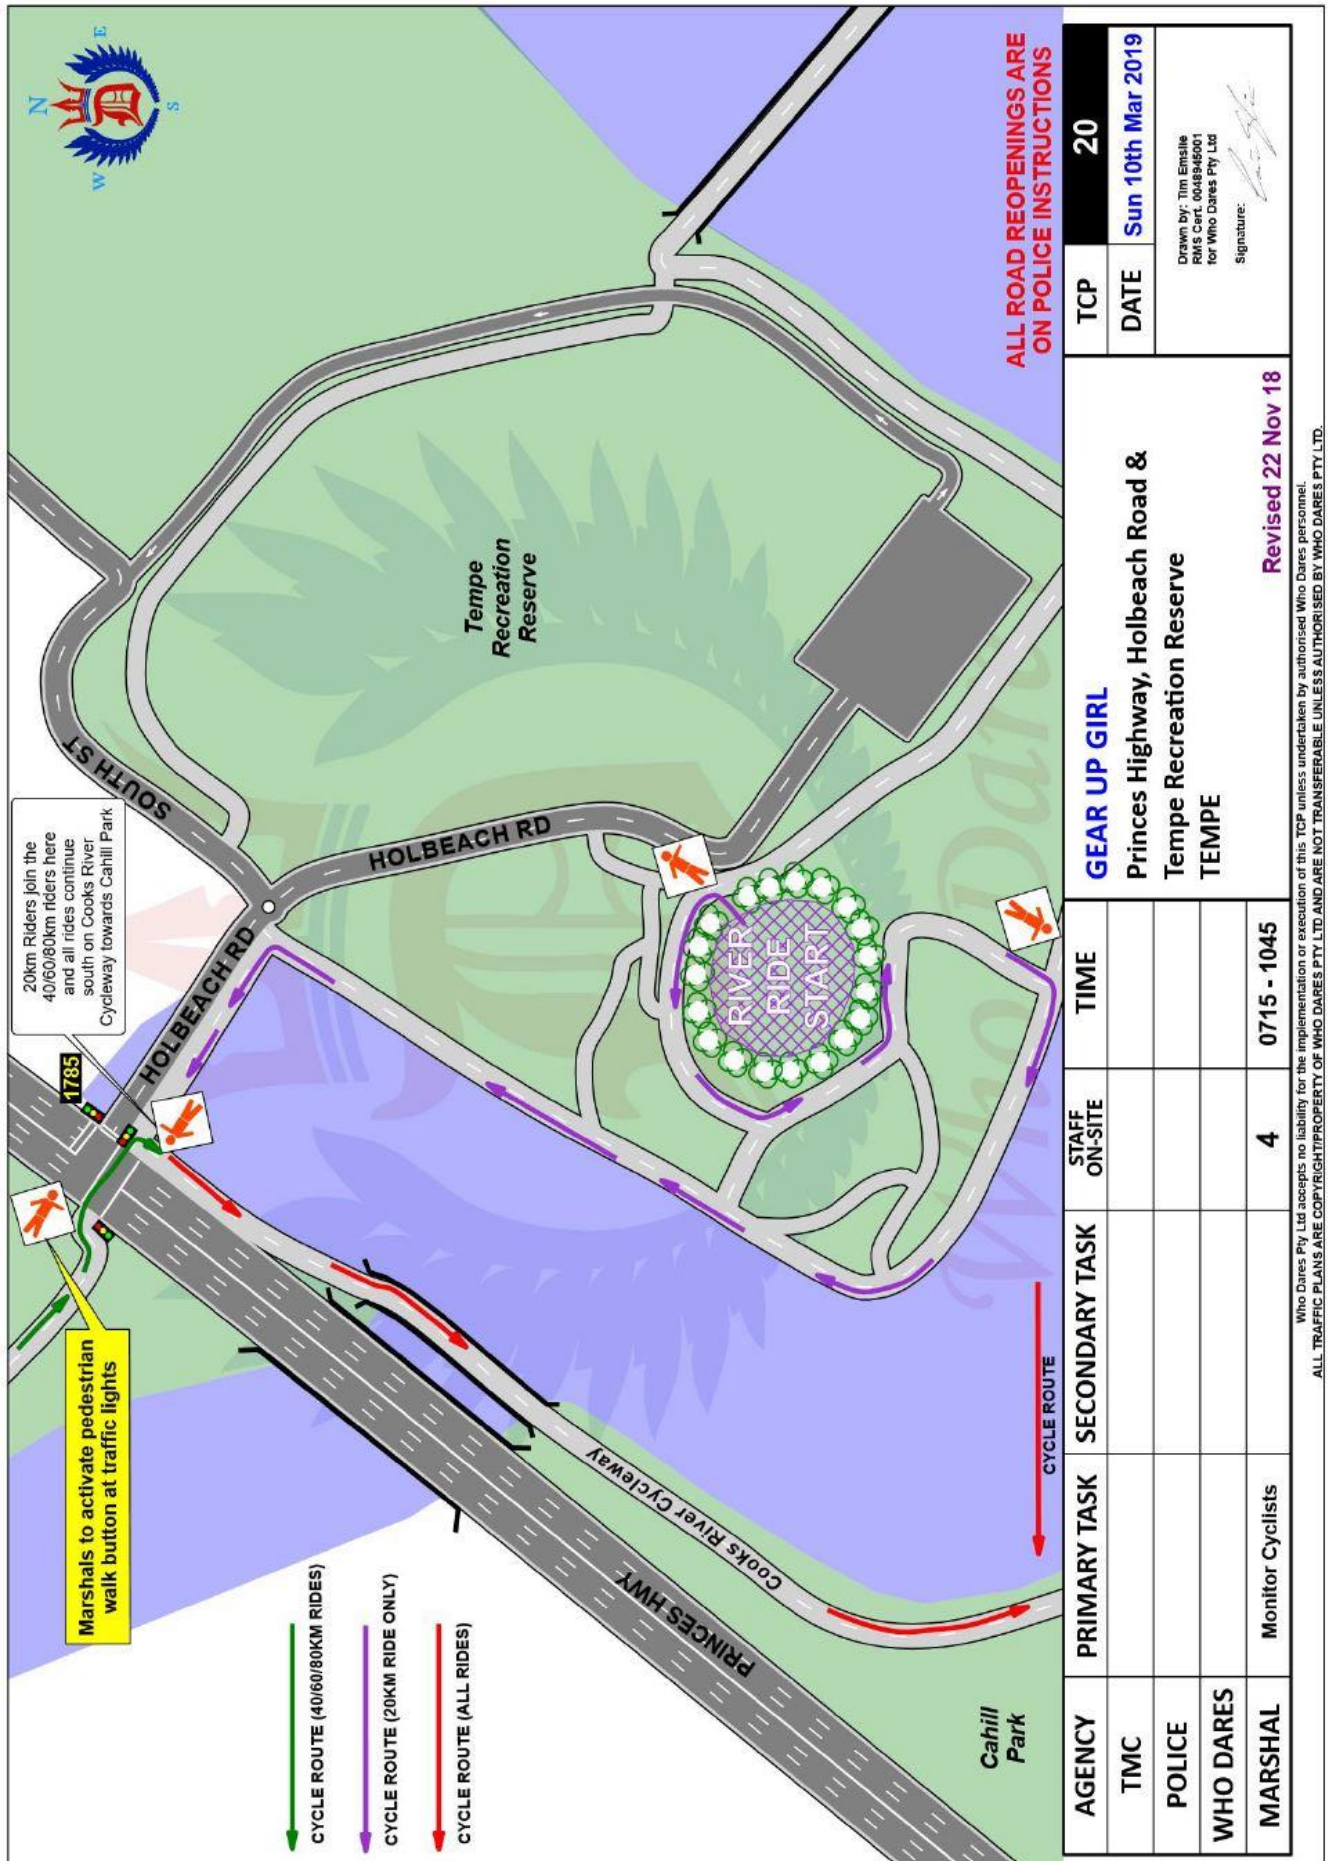 N
E
W
S
20km Riders join the
40/60/80km riders here
and all rides continue
south on Cooks River
Cycleway towards Cahill Park
1785
Marshals to activate pedestrian
walk button at traffic lights
SOUTH ST
HOLBEACH RD
HOLBEACH RD
Tempe
Recreation
Reserve
RIVER
RIDE
START
Cooks River Cycleway
PRINCES HWY
Cahill
Park
CYCLE ROUTE (40/60/80KM RIDES)
CYCLE ROUTE (20KM RIDE ONLY)
CYCLE ROUTE (ALL RIDES)
CYCLE ROUTE
Who Dares
ALL ROAD REOPENINGS ARE
ON POLICE INSTRUCTIONS
AGENCY PRIMARY TASK SECONDARY TASK STAFF ON-SITE TIME
TMC
POLICE
WHO DARES
MARSHAL Monitor Cyclists 4 0715 - 1045
GEAR UP GIRL
Princes Highway, Holbeach Road &
Tempe Recreation Reserve
TEMPE
Revised 22 Nov 18
TCP 20
DATE Sun 10th Mar 2019
Drawn by: Tim Emslie
RMS Cert. 0048945001
for Who Dares Pty Ltd
Signature:
Who Dares Pty Ltd accepts no liability for the implementation or execution of this TCP unless undertaken by authorised Who Dares personnel.
ALL TRAFFIC PLANS ARE COPYRIGHT/PROPERTY OF WHO DARES PTY LTD AND ARE NOT TRANSFERABLE UNLESS AUTHORISED BY WHO DARES PTY LTD.